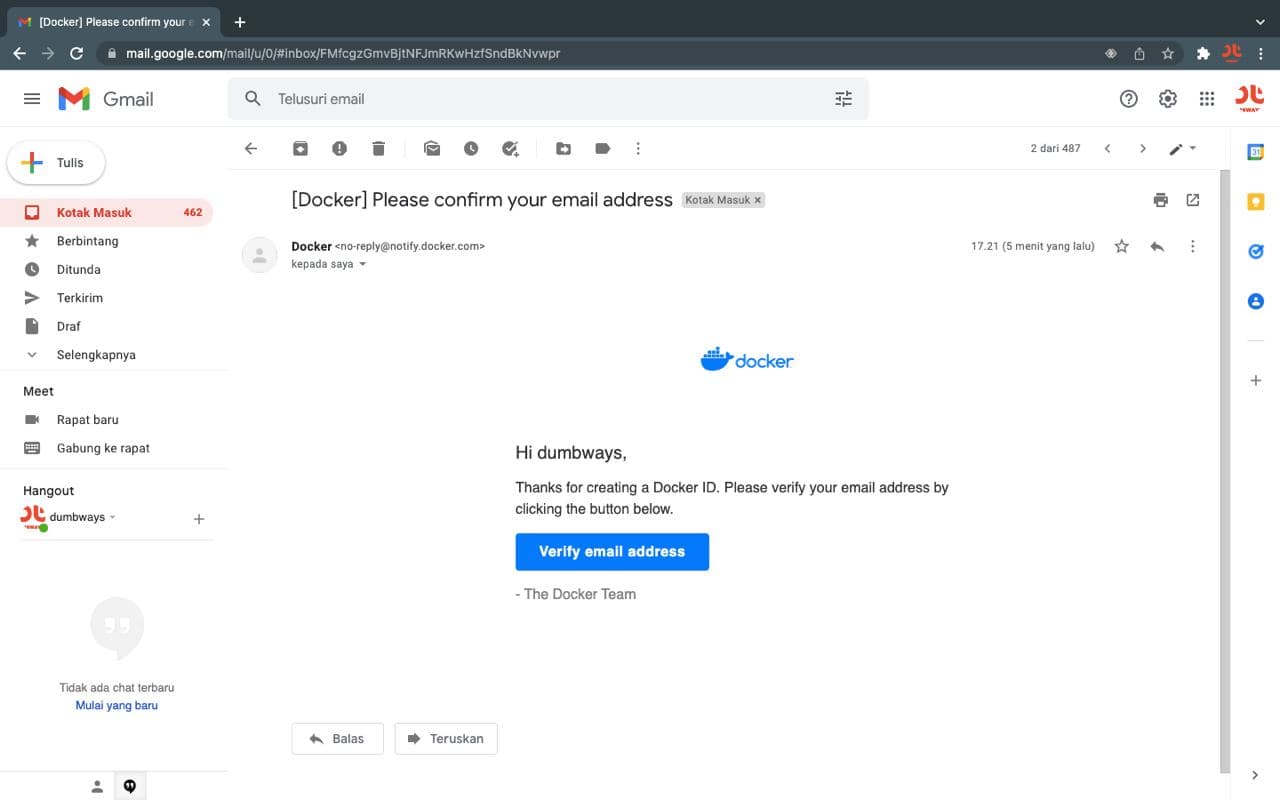 [Docker] Please confirm your e
mail.google.com/mail/u/0/#inbox/FMfcgzGmvBjtNFJmRKwHzfSndBkNvwpr
Gmail
Telusuri email
Tulis
2 dari 487
[Docker] Please confirm your email address
Kotak Masuk ×
Kotak Masuk 462
Berbintang
Ditunda
Terkirim
Draf
Selengkapnya
Docker <no-reply@notify.docker.com>
17.21 (5 menit yang lalu)
kepada saya
docker
Hi dumbways,
Thanks for creating a Docker ID. Please verify your email address by
clicking the button below.
Verify email address
- The Docker Team
Meet
Rapat baru
Gabung ke rapat
Hangout
dumbways
Tidak ada chat terbaru
Mulai yang baru
Balas
Teruskan